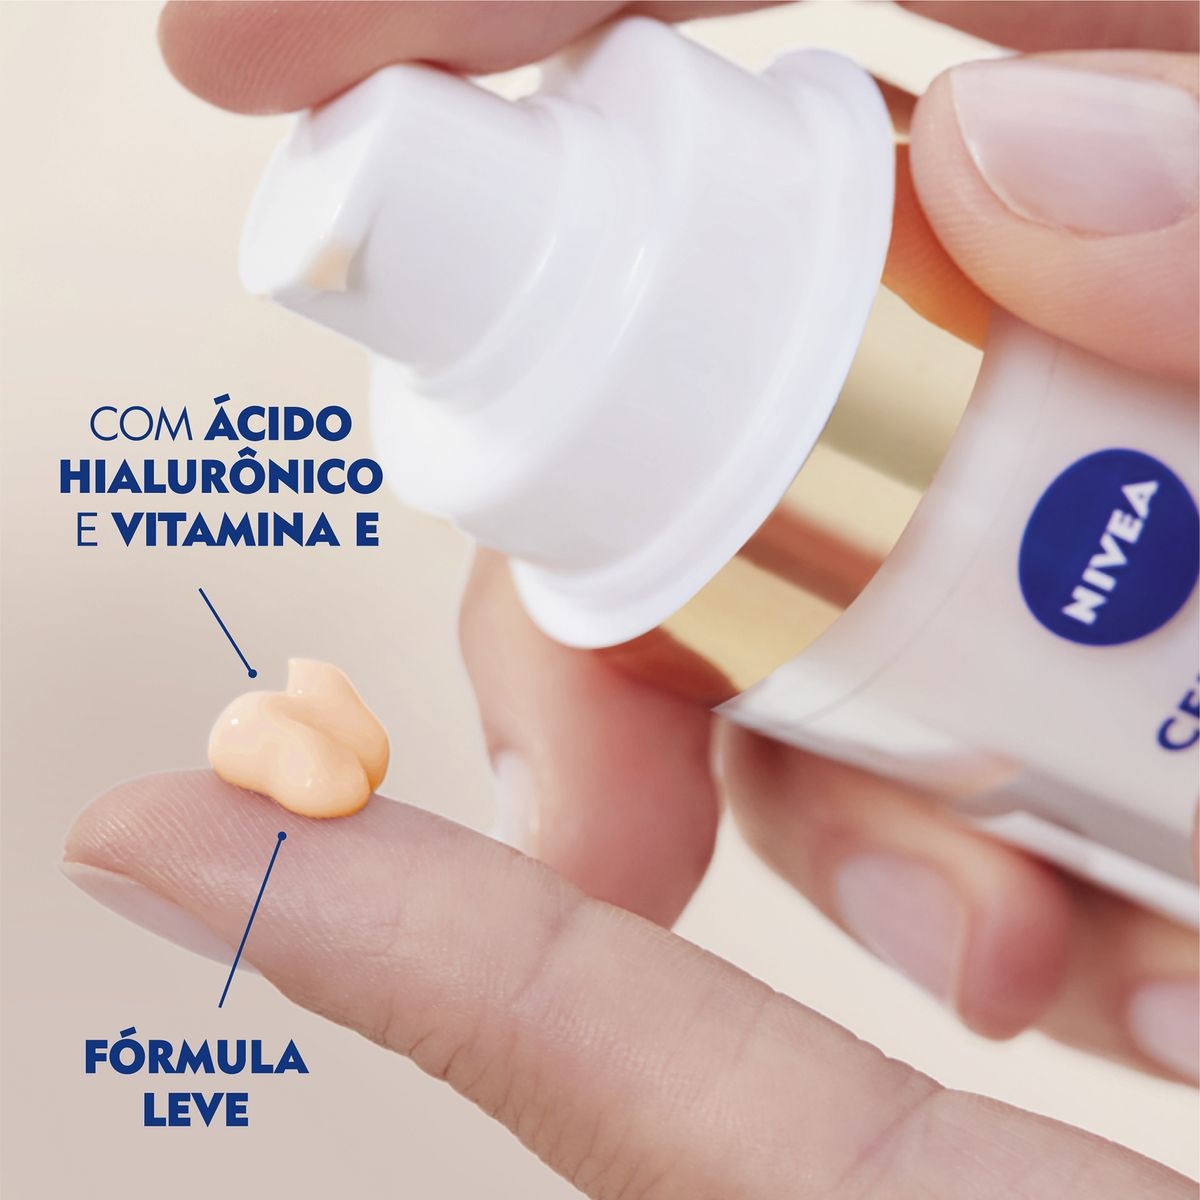 COM ÁCIDO
HIALURÔNICO
E VITAMINA E
NIVEA
FÓRMULA
LEVE